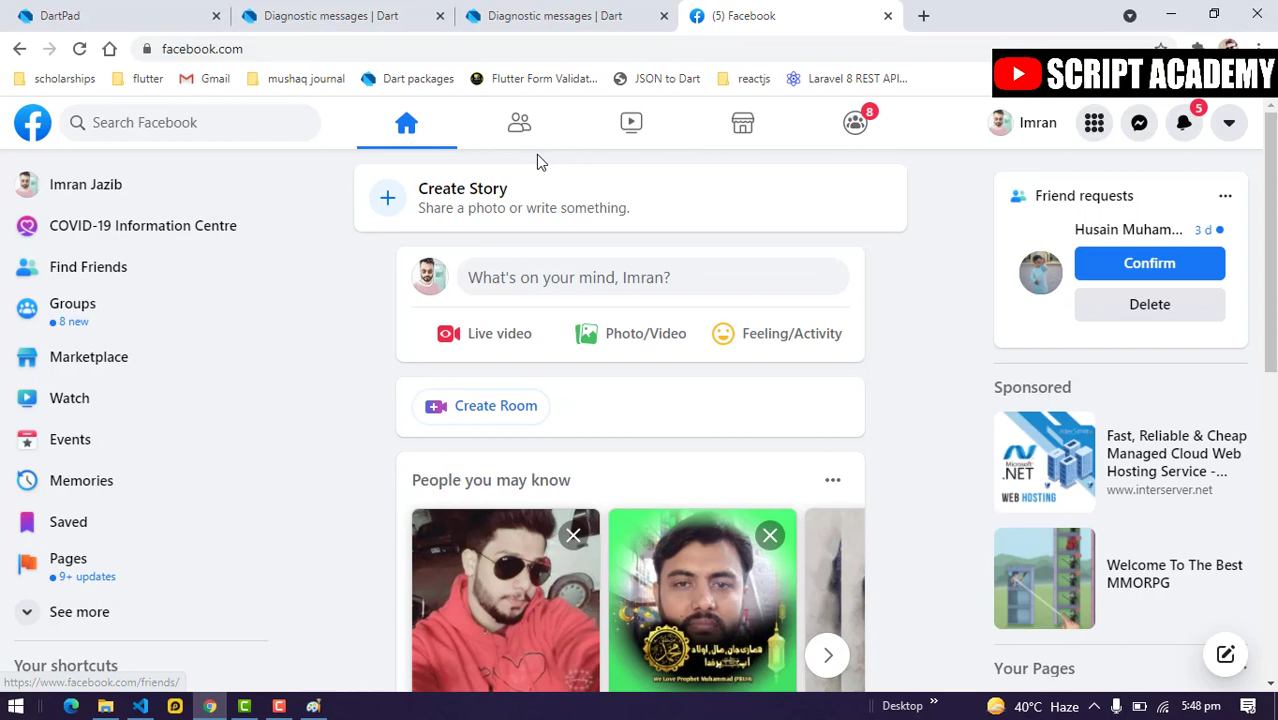 DartPad
Diagnostic messages | Dart
Diagnostic messages | Dart
(5) Facebook
facebook.com
scholarships
flutter
Gmail
mushaq journal
Dart packages
Flutter Form Validat...
JSON to Dart
reactjs
Laravel 8 REST API...
SCRIPT ACADEMY
Search Facebook
8
Imran
5
Imran Jazib
COVID-19 Information Centre
Find Friends
Groups
8 new
Marketplace
Watch
Events
Memories
Saved
Pages
9+ updates
See more
Your shortcuts
https://www.facebook.com/friends/
Create Story
Share a photo or write something.
What's on your mind, Imran?
Live video
Photo/Video
Feeling/Activity
Create Room
People you may know
We Love Prophet Muhammad (PBUH)
Friend requests
Husain Muham...
3 d
Confirm
Delete
Sponsored
Microsoft
.NET
WEB HOSTING
Fast, Reliable & Cheap
Managed Cloud Web
Hosting Service -...
www.interserver.net
Welcome To The Best
MMORPG
Your Pages
Desktop
40°C Haze
5:48 pm